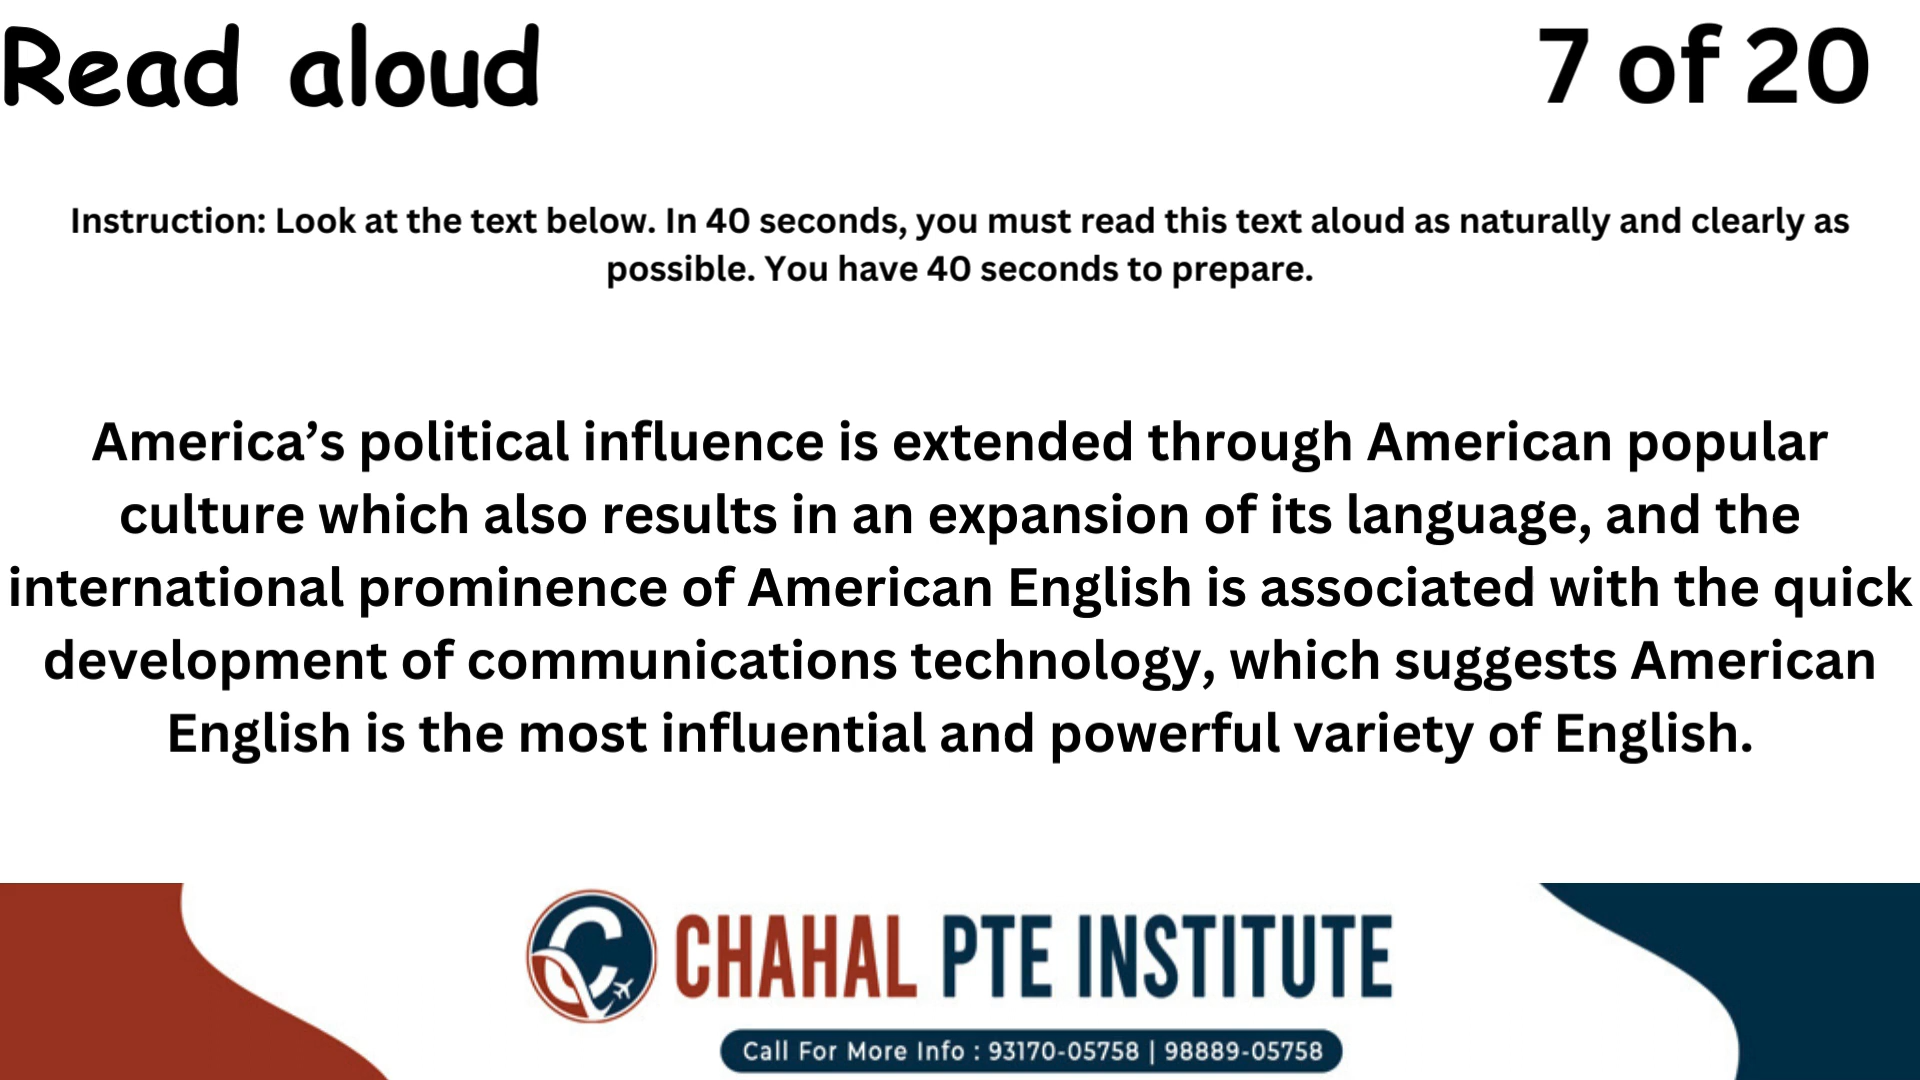 Read aloud
7 of 20
Instruction: Look at the text below. In 40 seconds, you must read this text aloud as naturally and clearly as
possible. You have 40 seconds to prepare.
America’s political influence is extended through American popular
culture which also results in an expansion of its language, and the
international prominence of American English is associated with the quick
development of communications technology, which suggests American
English is the most influential and powerful variety of English.
CHAHAL PTE INSTITUTE
Call For More Info : 93170-05758 | 98889-05758